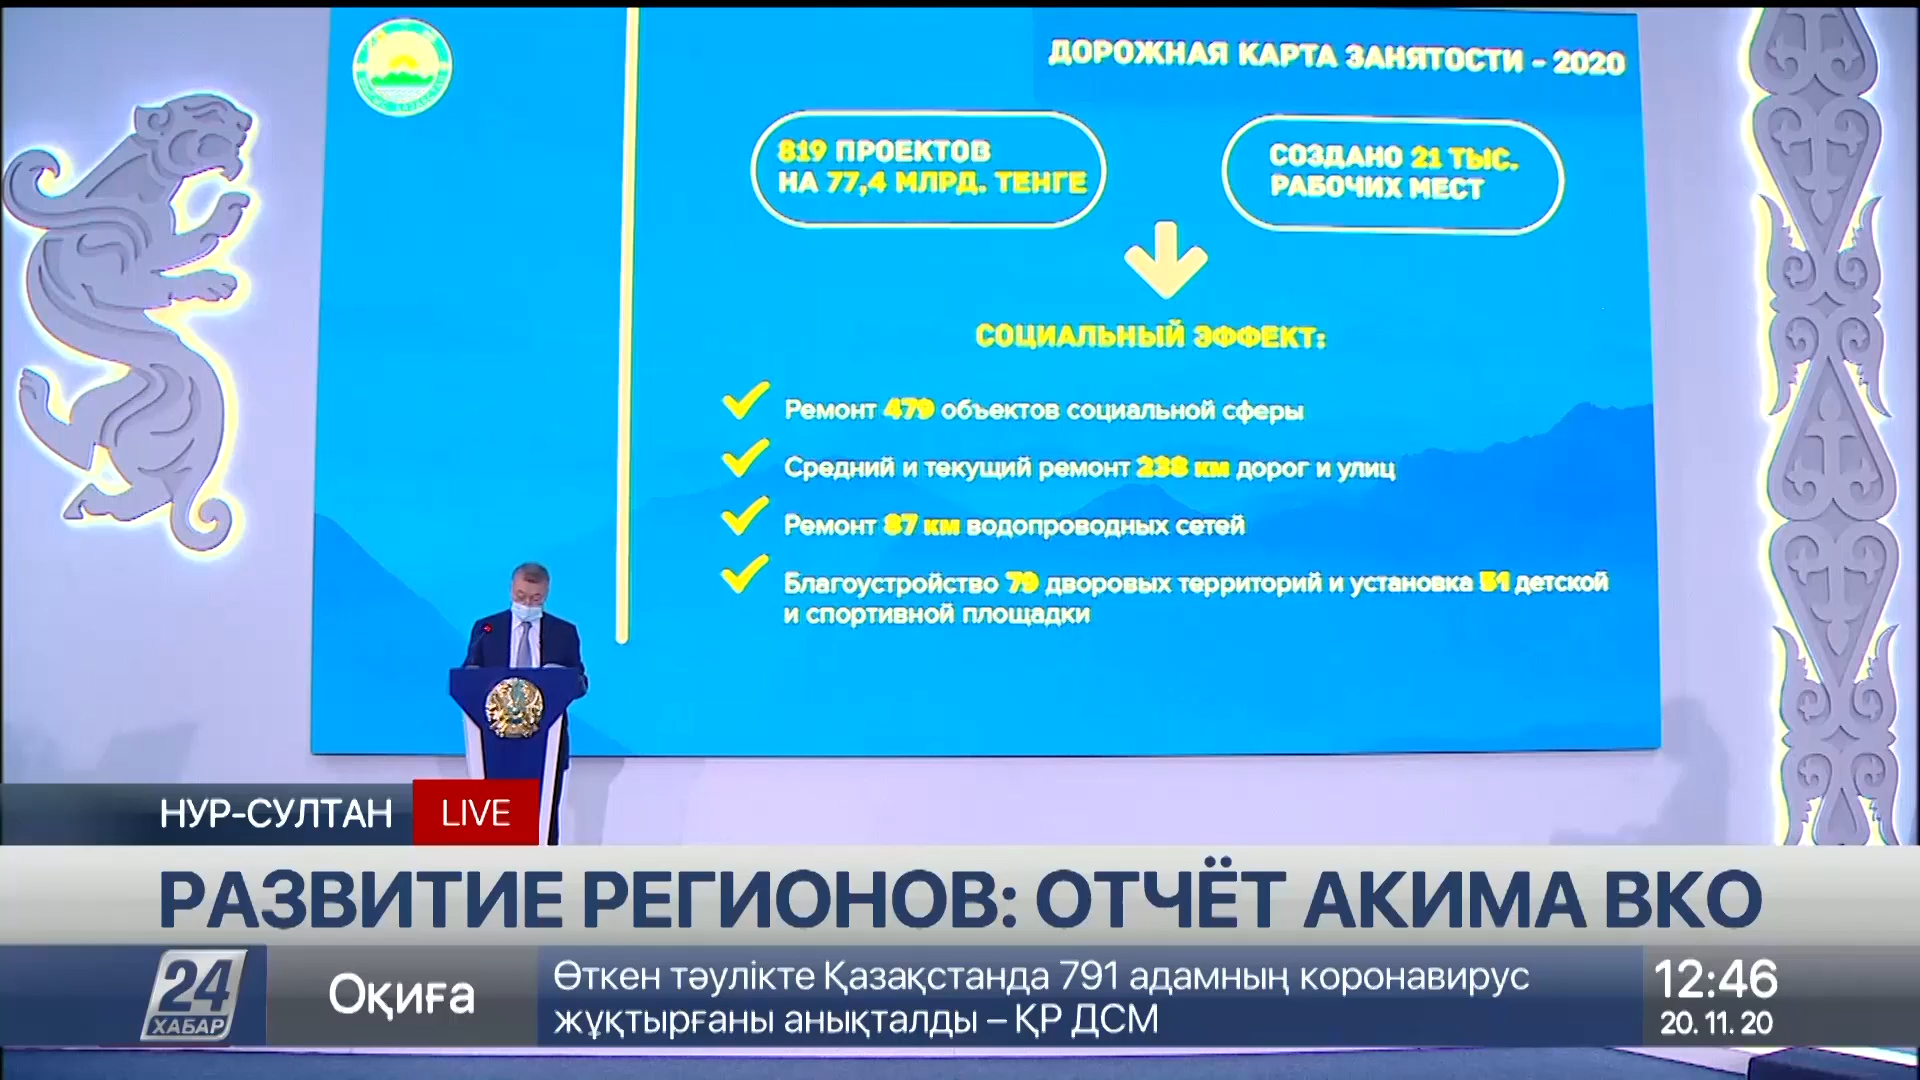 ДОРОЖНАЯ КАРТА ЗАНЯТОСТИ - 2020
819 ПРОЕКТОВ
НА 77,4 МЛРД. ТЕНГЕ
СОЗДАНО 21 ТЫС.
РАБОЧИХ МЕСТ
СОЦИАЛЬНЫЙ ЭФФЕКТ:
Ремонт 479 объектов социальной сферы
Средний и текущий ремонт 238 км дорог и улиц
Ремонт 87 км водопроводных сетей
Благоустройство 79 дворовых территорий и установка 51 детской
и спортивной площадки
НУР-СУЛТАН LIVE
РАЗВИТИЕ РЕГИОНОВ: ОТЧЁТ АКИМА ВКО
24
ХАБАР
Оқиға
Өткен тәулікте Қазақстанда 791 адамның коронавирус
жұқтырғаны анықталды – ҚР ДСМ
12:46
20. 11. 20